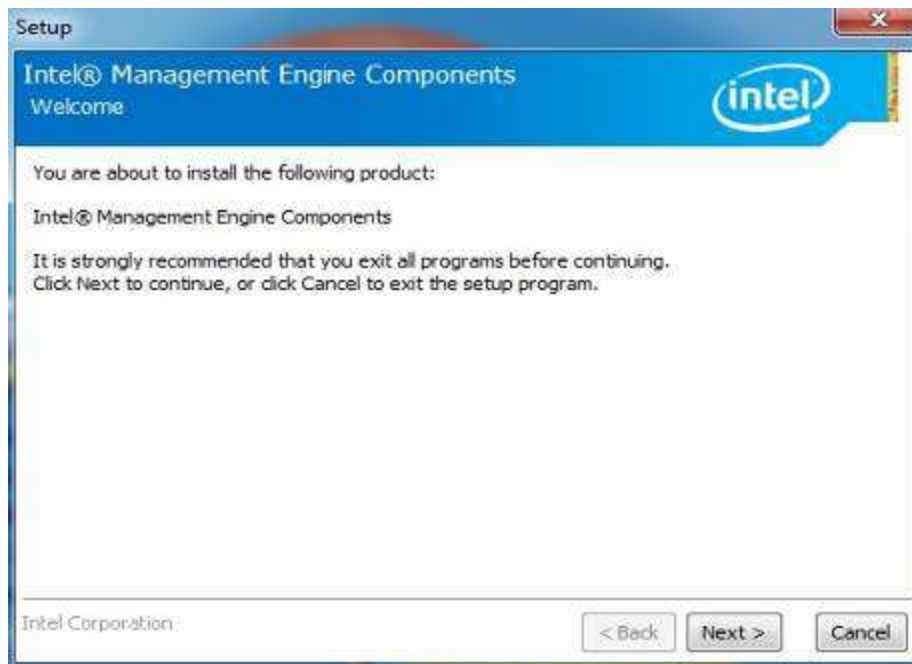 Setup
Intel® Management Engine Components
Welcome
intel
You are about to install the following product:
Intel® Management Engine Components
It is strongly recommended that you exit all programs before continuing.
Click Next to continue, or click Cancel to exit the setup program.
Intel Corporation
< Back Next > Cancel